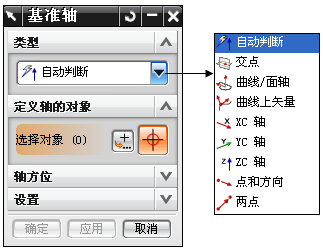 基准轴
类型
自动判断
定义轴的对象
选择对象 (0)
轴方位
设置
确定 应用 取消
自动判断
交点
曲线/面轴
曲线上矢量
XC 轴
YC 轴
ZC 轴
点和方向
两点